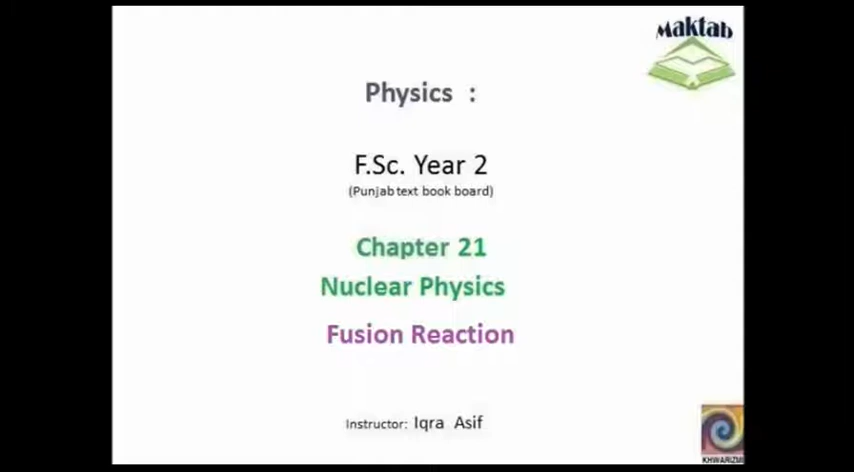 Maktab
Physics :
F.Sc. Year 2
(Punjab text book board)
Chapter 21
Nuclear Physics
Fusion Reaction
Instructor: Iqra Asif
KHWARIZMI